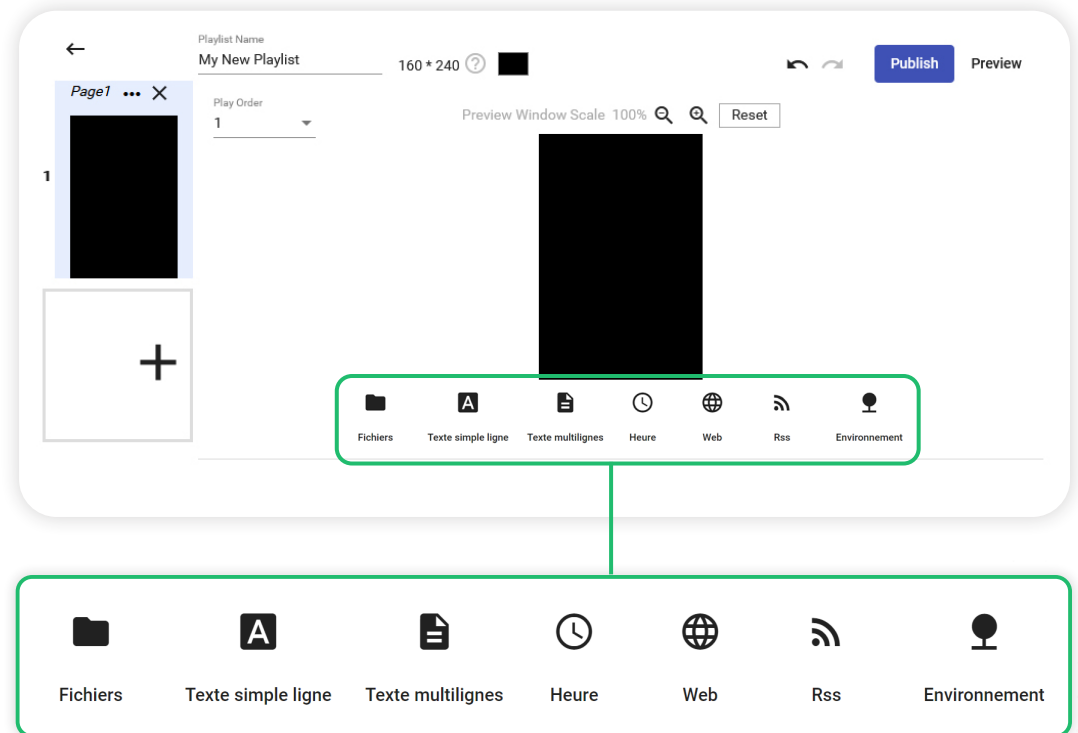 Playlist Name
My New Playlist
160 * 240
?
Publish
Preview
Page1
Play Order
1
Preview Window Scale 100%
Reset
1
A
Fichiers
Texte simple ligne
Texte multilignes
Heure
Web
Rss
Environnement
A
Fichiers
Texte simple ligne
Texte multilignes
Heure
Web
Rss
Environnement